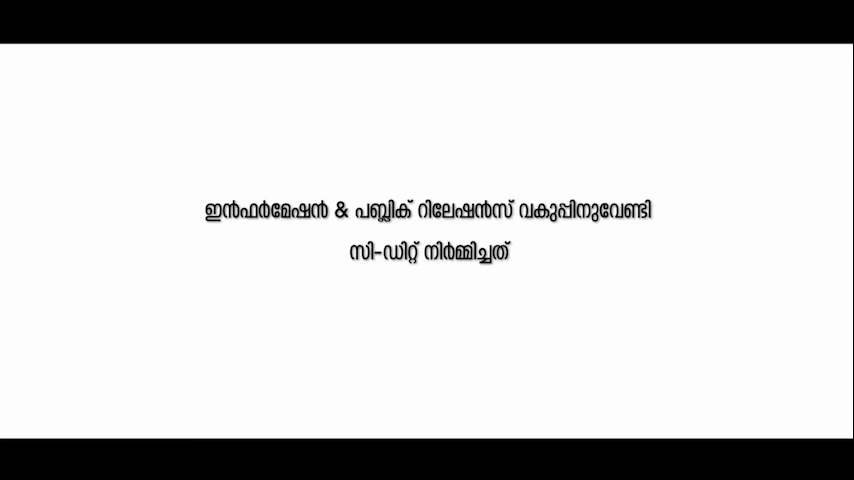 ഇൻഫർമേഷൻ & പബ്ലിക് റിലേഷൻസ് വകുപ്പിനുവേണ്ടി
സി-ഡിറ്റ് നിർമ്മിച്ചത്